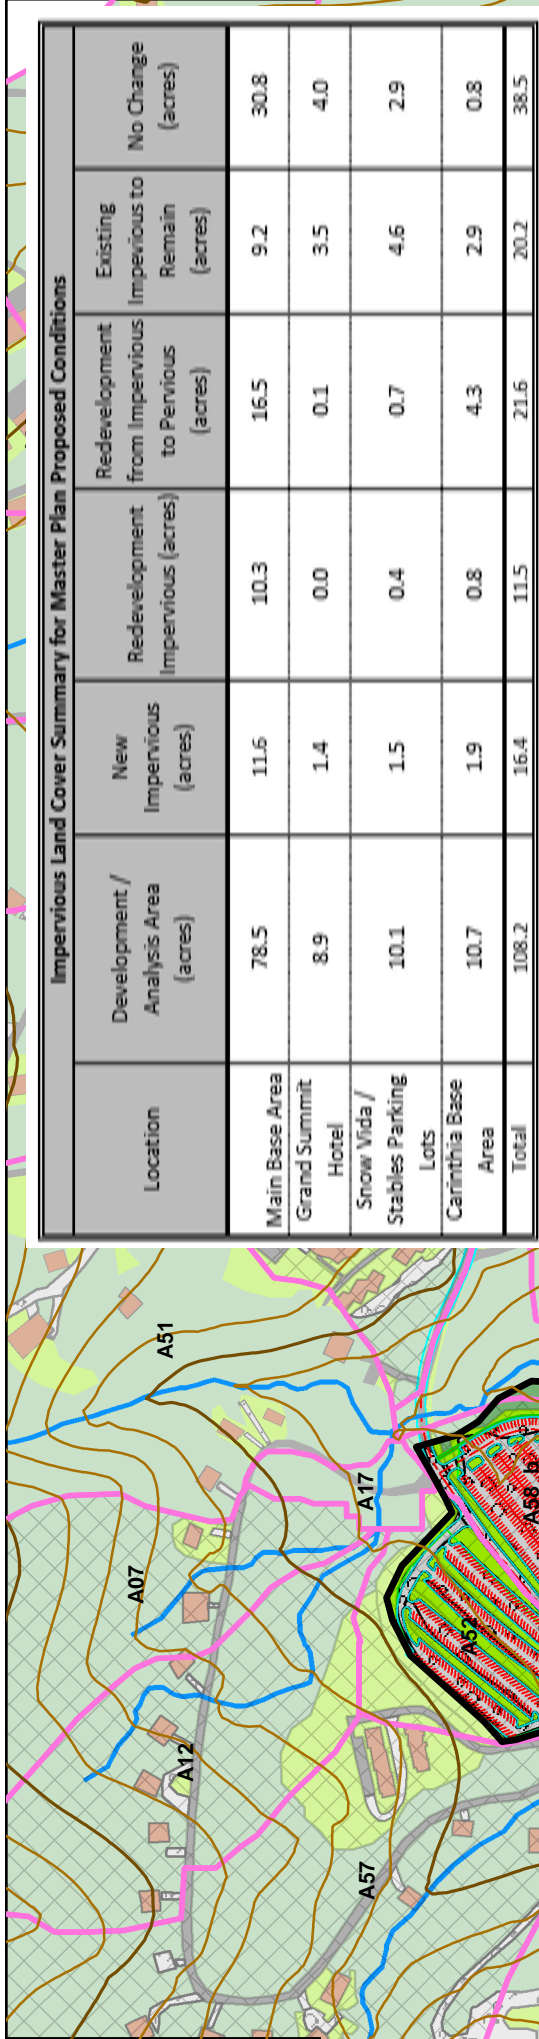 Impervious Land Cover Summary for Master Plan Proposed Conditions
Location
Development /
Analysis Area
(acres)
New
Impervious
(acres)
Redevelopment
Impervious (acres)
Redevelopment
from Impervious
to Pervious
(acres)
Existing
Impevious to
Remain
(acres)
No Change
(acres)
Main Base Area 78.5 11.6 10.3 16.5 9.2 30.8
Grand Summit
Hotel
8.9 1.4 0.0 0.1 3.5 4.0
Snow Vida /
Stables Parking
Lots
10.1 1.5 0.4 0.7 4.6 2.9
Carinthia Base
Area
10.7 1.9 0.8 4.3 2.9 0.8
Total 108.2 16.4 11.5 21.6 20.2 38.5
A51
A07
A12
A17
A57
A52
A58_b